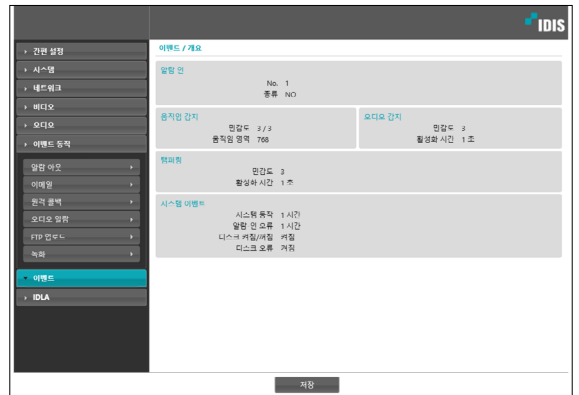 IDIS
간편 설정
시스템
네트워크
비디오
오디오
이벤트 동작
알람 아웃
이메일
원격 콜백
오디오 알람
FTP 업로드
녹화
이벤트
IDLA
이벤트 / 개요
알람 인
No. 1
종류 NO
움직임 감지
민감도 3 / 3
움직임 영역 768
오디오 감지
민감도 3
활성화 시간 1 초
탬퍼링
민감도 3
활성화 시간 1 초
시스템 이벤트
시스템 동작 1 시간
알람 인 오류 1 시간
디스크 켜짐/꺼짐 켜짐
디스크 오류 켜짐
저장